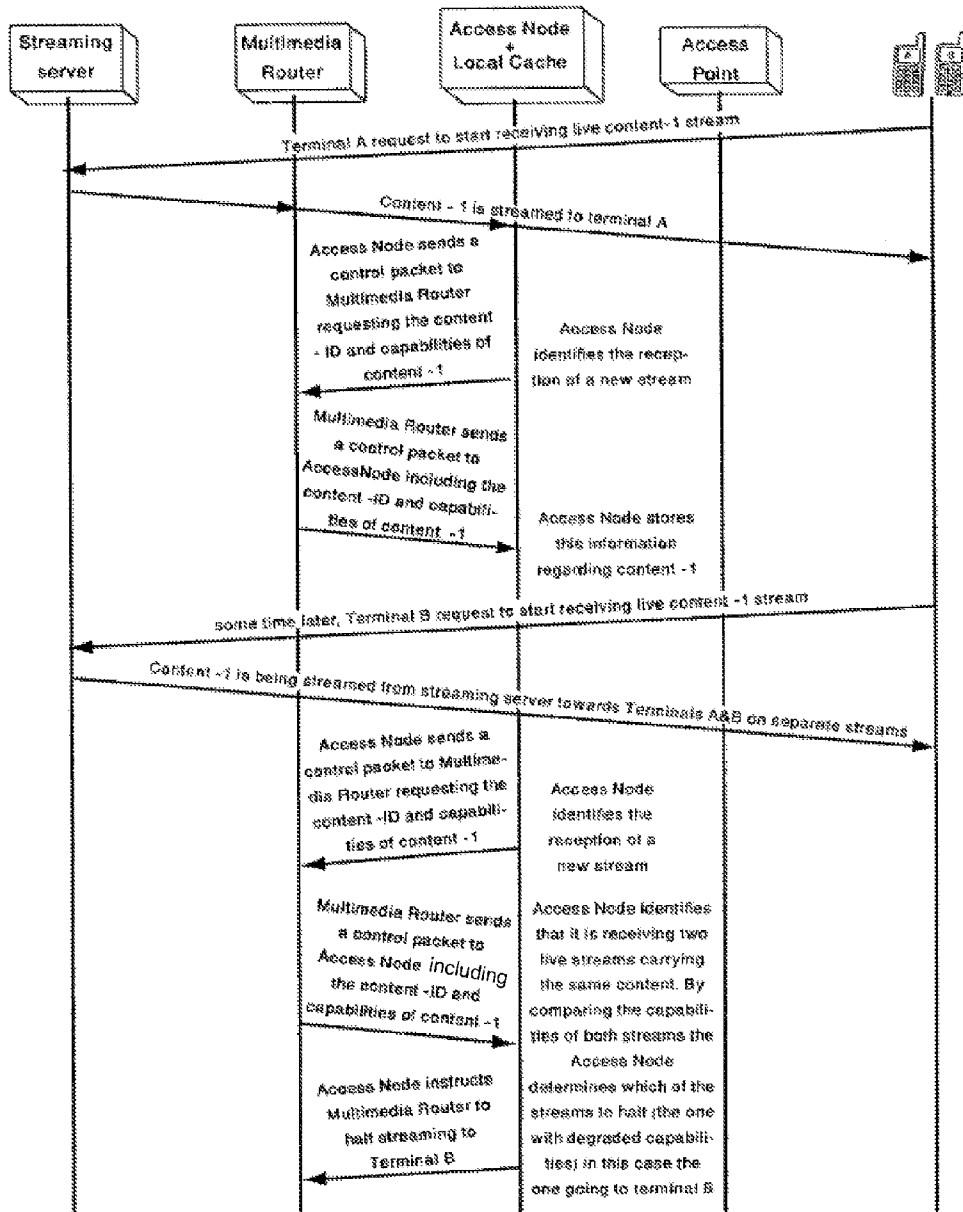 Streaming
server
Multimedia
Router
Access Node
+
Local Cache
Access
Point
A
B
Terminal A request to start receiving live content-1 stream
Content - 1 is streamed to terminal A
Access Node sends a
control packet to
Multimedia Router
requesting the content
- ID and capabilities of
content -1
Access Node
identifies the recep-
tion of a new stream
Multimedia Router sends
a control packet to
AccessNode including the
content -ID and capabili-
ties of content -1
Access Node stores
this information
regarding content -1
some time later, Terminal B request to start receiving live content -1 stream
Content -1 is being streamed from streaming server towards Terminals A&B on separate streams
Access Node sends a
control packet to Multime-
dia Router requesting the
content -ID and capabili-
ties of content -1
Access Node
identifies the
reception of a
new stream
Multimedia Router sends
a control packet to
Access Node including
the content -ID and
capabilities of content -1
Access Node identifies
that it is receiving two
live streams carrying
the same content. By
comparing the capabili-
ties of both streams the
Access Node
determines which of the
streams to halt (the one
with degraded capabili-
ties) in this case the
one going to terminal B
Access Node instructs
Multimedia Router to
halt streaming to
Terminal B